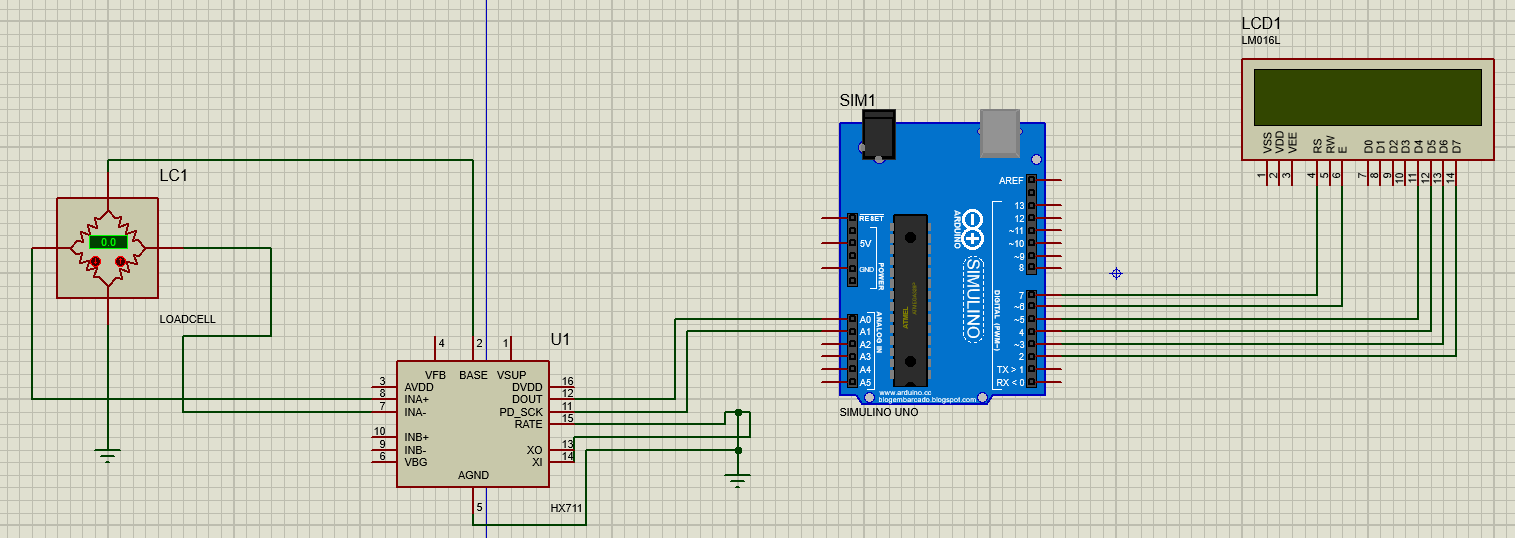 LCD1
LM016L
VSS
VDD
VEE
RS
RW
E
D0
D1
D2
D3
D4
D5
D6
D7
1
2
3
4
5
6
7
8
9
10
11
12
13
14
SIM1
AREF
13
12
~11
~10
~9
8
7
~6
~5
4
~3
2
TX > 1
RX < 0
RESET
5V
GND
POWER
A0
A1
A2
A3
A4
A5
ANALOG IN
ARDUINO
SIMULINO
DIGITAL (PWM~)
ATMEL
www.arduino.cc
blogembarcado.blogspot.com
SIMULINO UNO
LC1
0.0
LOADCELL
U1
4
2
1
VFB
BASE
VSUP
3
AVDD
8
INA+
7
INA-
10
INB+
9
INB-
6
VBG
DVDD
16
DOUT
12
PD_SCK
11
RATE
15
XO
13
XI
14
AGND
5
HX711